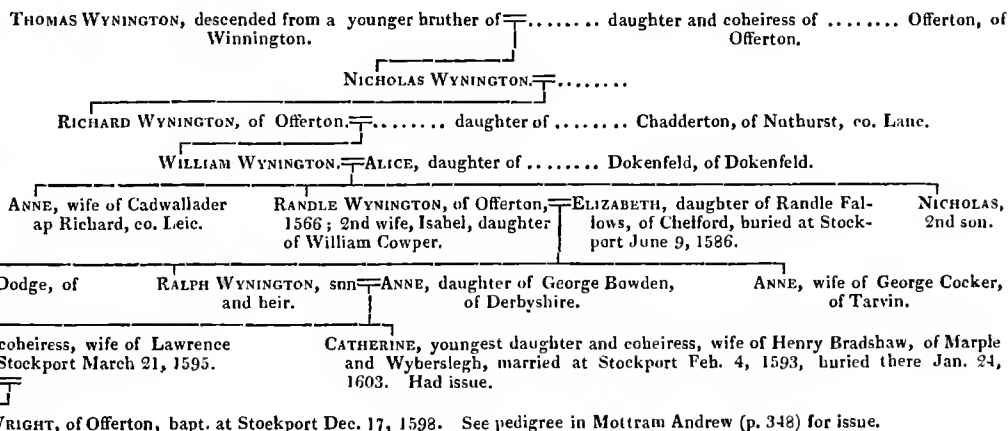 THOMAS WYNINGTON, descended from a younger bruther of ........ daughter and coheiress of ........ Offerton, of
Winnington. Offerton.
NICHOLAS WYNINGTON. ........
RICHARD WYNINGTON, of Offerton. ........ daughter of ........ Chadderton, of Nuthurst, co. Lanc.
WILLIAM WYNINGTON. ALICE, daughter of ........ Dokenfeld, of Dokenfeld.
ANNE, wife of Cadwallader RANDLE WYNINGTON, of Offerton, ELIZABETH, daughter of Randle Fal- NICHOLAS,
ap Richard, co. Leic. 1566; 2nd wife, Isabel, daughter lows, of Chelford, buried at Stock- 2nd son.
of William Cowper. port June 9, 1586.
Dodge, of RALPH WYNINGTON, son ANNE, daughter of George Bowden, ANNE, wife of George Cocker,
and heir. of Derbyshire. of Tarvin.
coheiress, wife of Lawrence CATHERINE, youngest daughter and coheiress, wife of Henry Bradshaw, of Marple
Stockport March 21, 1595. and Wyberslegh, married at Stockport Feb. 4, 1593, buried there Jan. 24,
1603. Had issue.
WRIGHT, of Offerton, bapt. at Stockport Dec. 17, 1598. See pedigree in Mottram Andrew (p. 348) for issue.